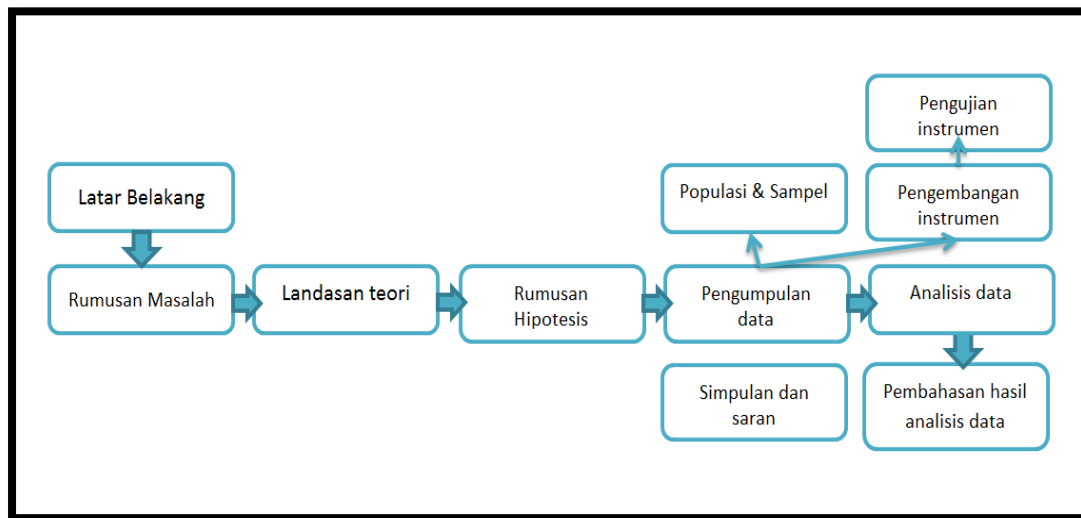 Latar Belakang
Rumusan Masalah
Landasan teori
Rumusan
Hipotesis
Pengumpulan
data
Populasi & Sampel
Pengembangan
instrumen
Pengujian
instrumen
Analisis data
Pembahasan hasil
analisis data
Simpulan dan
saran